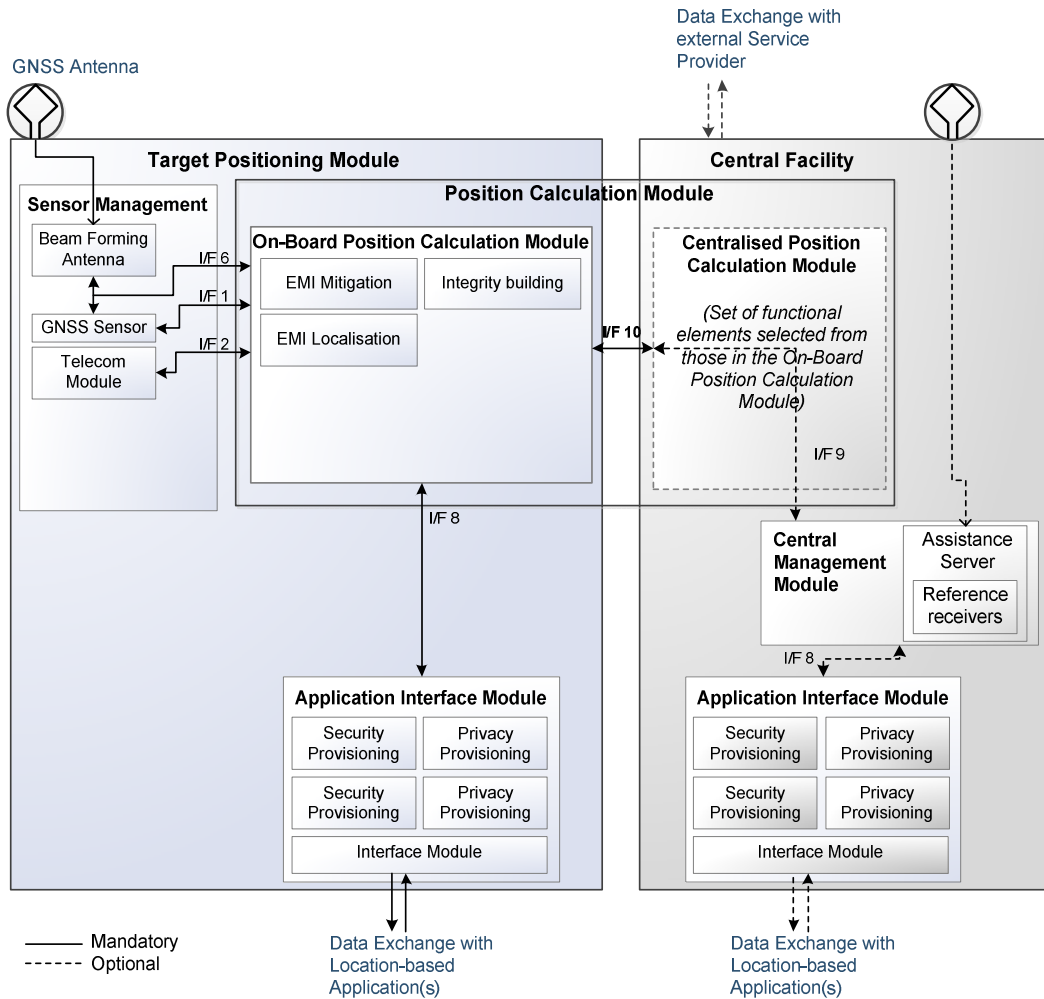 Data Exchange with
external Service
Provider
GNSS Antenna
Target Positioning Module
Central Facility
Position Calculation Module
Sensor Management
Beam Forming
Antenna
GNSS Sensor
Telecom
Module
I/F 6
I/F 1
I/F 2
On-Board Position Calculation Module
EMI Mitigation
Integrity building
EMI Localisation
I/F 10
Centralised Position
Calculation Module
(Set of functional
elements selected from
those in the On-Board
Position Calculation
Module)
I/F 9
I/F 8
Central
Management
Module
Assistance
Server
Reference
receivers
I/F 8
Application Interface Module
Security
Provisioning
Privacy
Provisioning
Security
Provisioning
Privacy
Provisioning
Interface Module
Application Interface Module
Security
Provisioning
Privacy
Provisioning
Security
Provisioning
Privacy
Provisioning
Interface Module
Mandatory
Optional
Data Exchange with
Location-based
Application(s)
Data Exchange with
Location-based
Application(s)